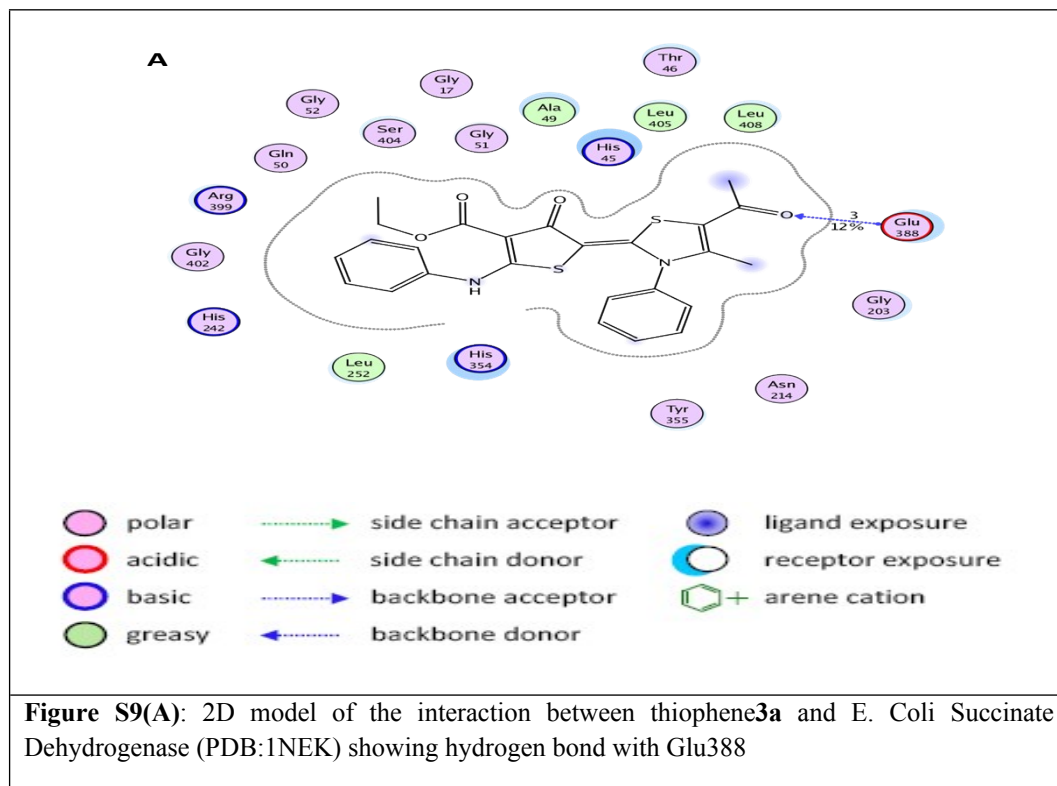 A
Thr
46
Gly
17
Gly
52
Ala
49
Leu
405
Leu
408
Ser
404
Gly
51
His
45
Gln
50
Arg
399
O
O
O
S
O
3
12%
Glu
388
Gly
402
S
N
N
H
Gly
203
His
242
Leu
252
His
354
Asn
214
Tyr
355
polar side chain acceptor ligand exposure
acidic side chain donor receptor exposure
basic backbone acceptor arene cation
greasy backbone donor
Figure S9(A): 2D model of the interaction between thiophene3a and E. Coli Succinate
Dehydrogenase (PDB:1NEK) showing hydrogen bond with Glu388